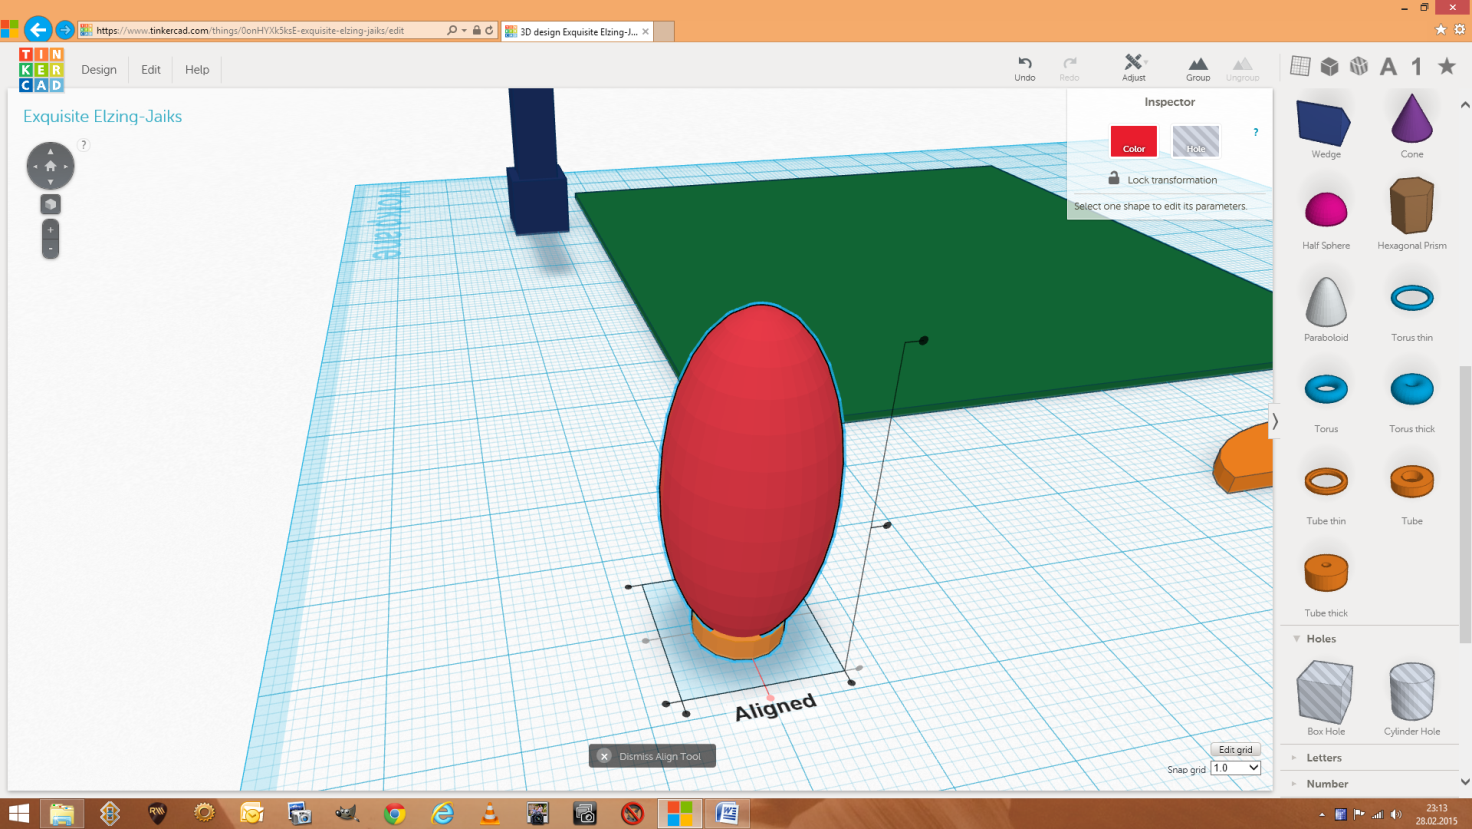 https://www.tinkercad.com/things/0onHYXk5ksE-exquisite-elzing-jaiks/edit
3D design Exquisite Elzing-J...
TIN
KER
CAD
Design
Edit
Help
Undo
Redo
Adjust
Group
Ungroup
A
1
Exquisite Elzing-Jaiks
?
Workplane
Inspector
Color
Hole
?
Lock transformation
Select one shape to edit its parameters.
Wedge
Cone
Half Sphere
Hexagonal Prism
Paraboloid
Torus thin
Torus
Torus thick
Tube thin
Tube
Tube thick
Holes
Box Hole
Cylinder Hole
Letters
Number
Aligned
Dismiss Align Tool
Edit grid
Snap grid 1.0
23:13
28.02.2015